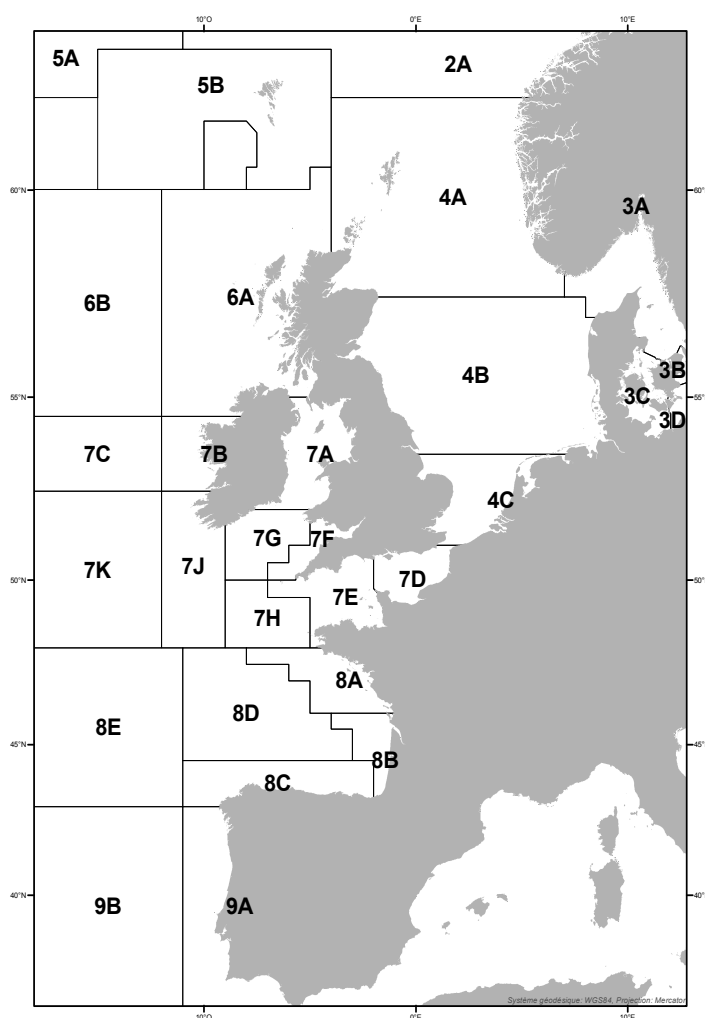 10°O 0°E 10°E
5A
2A
5B
60°N
60°
4A
3A
6B
6A
4B
3B
55°N
55°
3C
3D
7C
7B
7A
4C
7G
7F
7K
7J
7D
50°N
50°
7E
7H
8A
8D
8E
45°N
45°
8B
8C
40°N
40°
9B
9A
Système géodésique: WGS84, Projection: Mercator
10°O 0°E 10°E